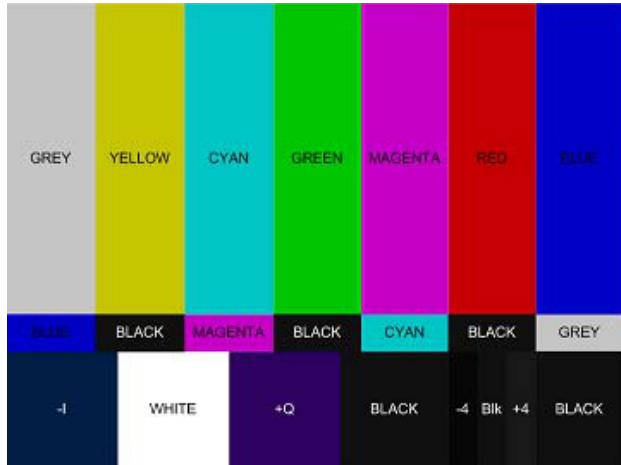 GREY YELLOW CYAN GREEN MAGENTA RED BLUE
BLUE BLACK MAGENTA BLACK CYAN BLACK GREY
-I WHITE +Q BLACK -4 Blk +4 BLACK